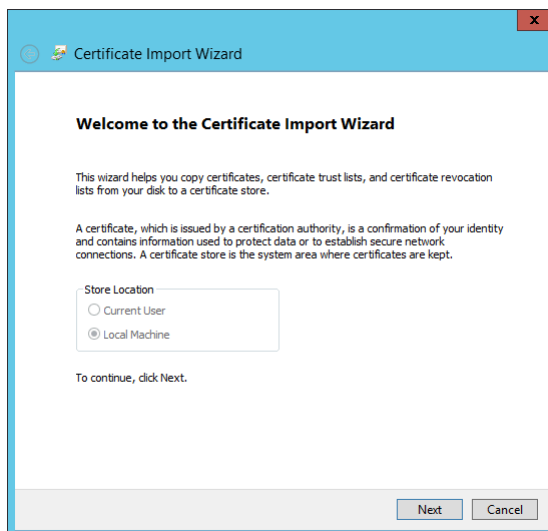 x
Certificate Import Wizard
Welcome to the Certificate Import Wizard
This wizard helps you copy certificates, certificate trust lists, and certificate revocation
lists from your disk to a certificate store.
A certificate, which is issued by a certification authority, is a confirmation of your identity
and contains information used to protect data or to establish secure network
connections. A certificate store is the system area where certificates are kept.
Store Location
Current User
Local Machine
To continue, click Next.
Next Cancel